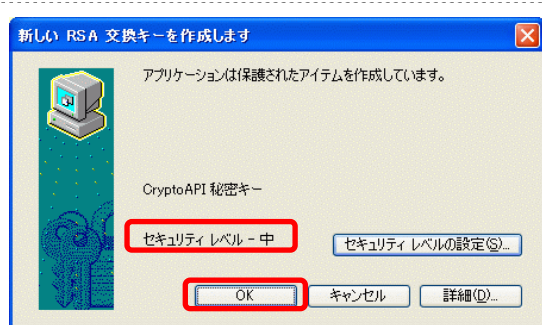 新しい RSA 交換キーを作成します
アプリケーションは保護されたアイテムを作成しています。
CryptoAPI 秘密キー
セキュリティ レベル - 中
セキュリティ レベルの設定(S)...
OK
キャンセル
詳細(D)...